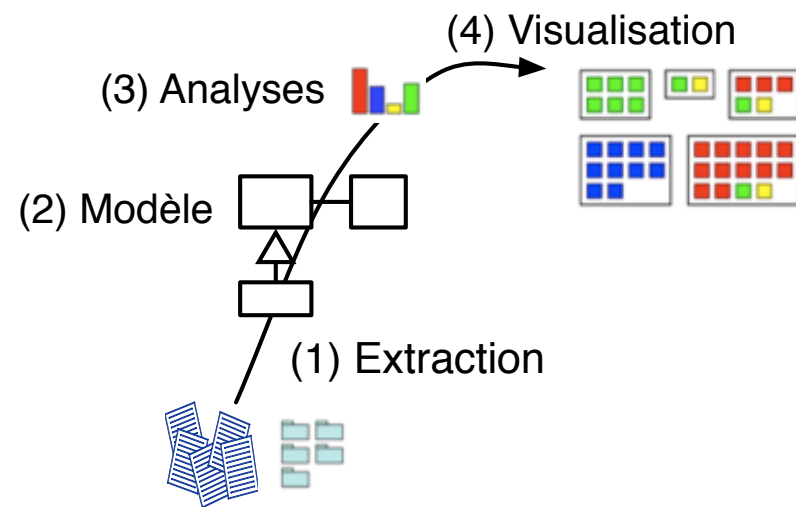 (4) Visualisation
(3) Analyses
(2) Modèle
(1) Extraction